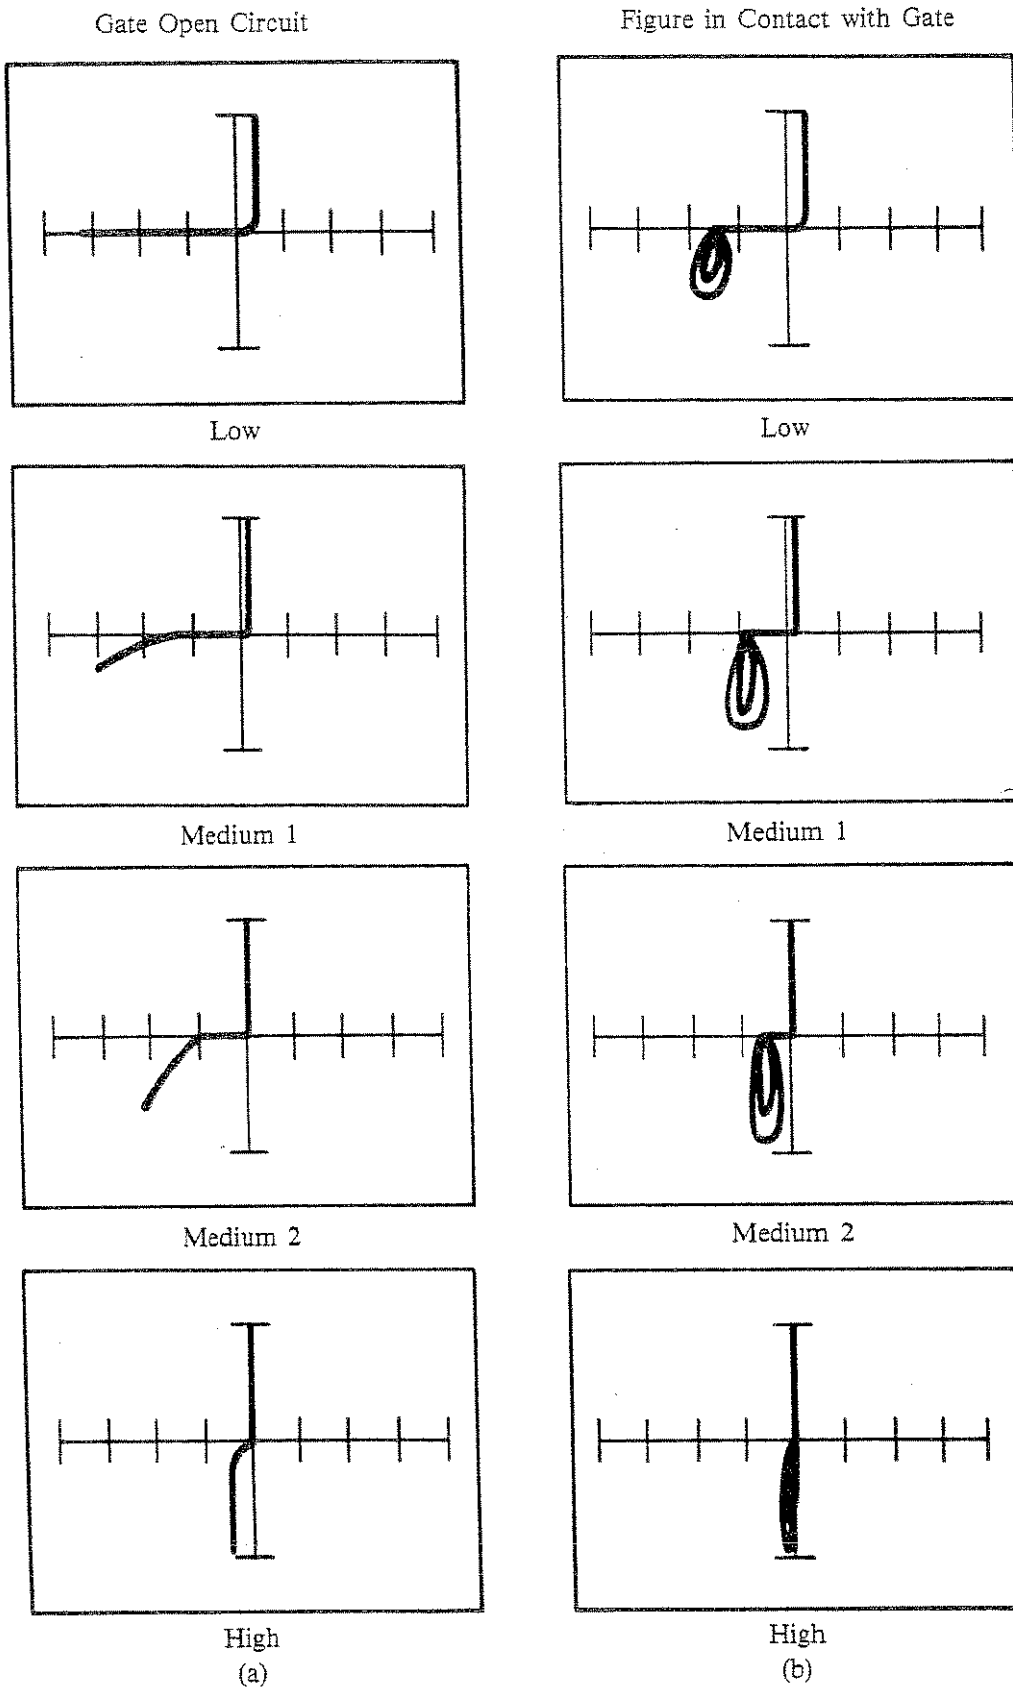 Gate Open Circuit
Figure in Contact with Gate
Low
Low
Medium 1
Medium 1
Medium 2
Medium 2
High
High
(a)
(b)